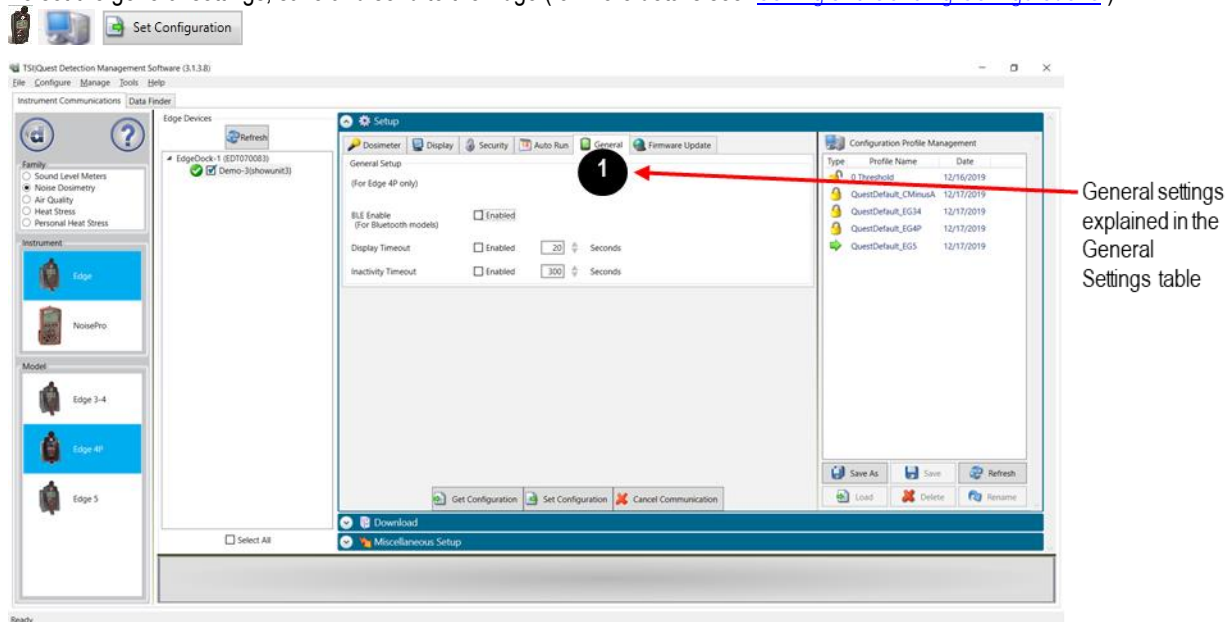 Set Configuration
TSI|Quest Detection Management Software (3.1.3.8)
File Configure Manage Tools Help
Instrument Communications Data Finder
Family
Sound Level Meters
Noise Dosimetry
Air Quality
Heat Stress
Personal Heat Stress
Instrument
Edge
NoisePro
Model
Edge 3-4
Edge 4P
Edge 5
Edge Devices
Refresh
EdgeDock-1 (EDT070083)
Demo-3(showunit3)
Select All
Setup
Dosimeter Display Security Auto Run General Firmware Update
General Setup
1
(For Edge 4P only)
BLE Enable Enabled
(For Bluetooth models)
Display Timeout Enabled 20 Seconds
Inactivity Timeout Enabled 300 Seconds
Get Configuration Set Configuration Cancel Communication
Download
Miscellaneous Setup
Configuration Profile Management
Type Profile Name Date
0 Threshold 12/16/2019
QuestDefault_CMinusA 12/17/2019
QuestDefault_EG34 12/17/2019
QuestDefault_EG4P 12/17/2019
QuestDefault_EG5 12/17/2019
Save As Save Refresh
Load Delete Rename
General settings
explained in the
General
Settings table
Ready